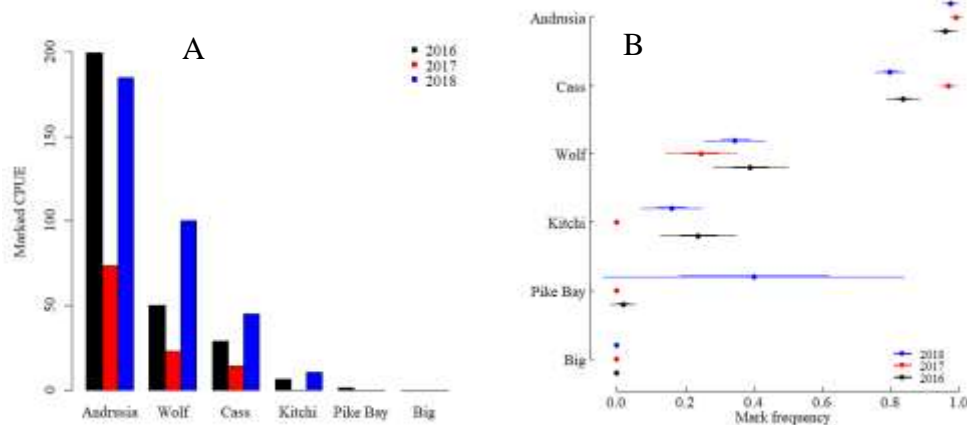 A
2016
2017
2018
Marked CPUE
200
150
100
50
0
Andrusia
Wolf
Cass
Kitchi
Pike Bay
Big
B
Andrusia
Cass
Wolf
Kitchi
Pike Bay
Big
2018
2017
2016
0.0 0.2 0.4 0.6 0.8 1.0
Mark frequency